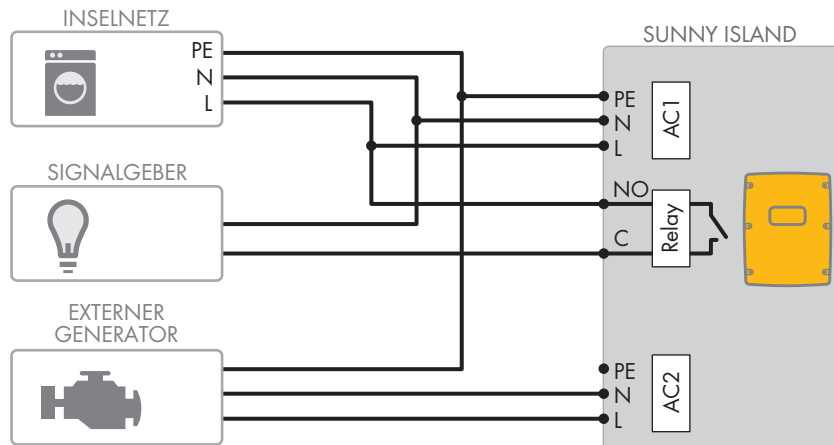 INSELNETZ
PE
N
L
SIGNALGEBER
EXTERNER
GENERATOR
SUNNY ISLAND
PE
N
L
AC1
NO
C
Relay
PE
N
L
AC2